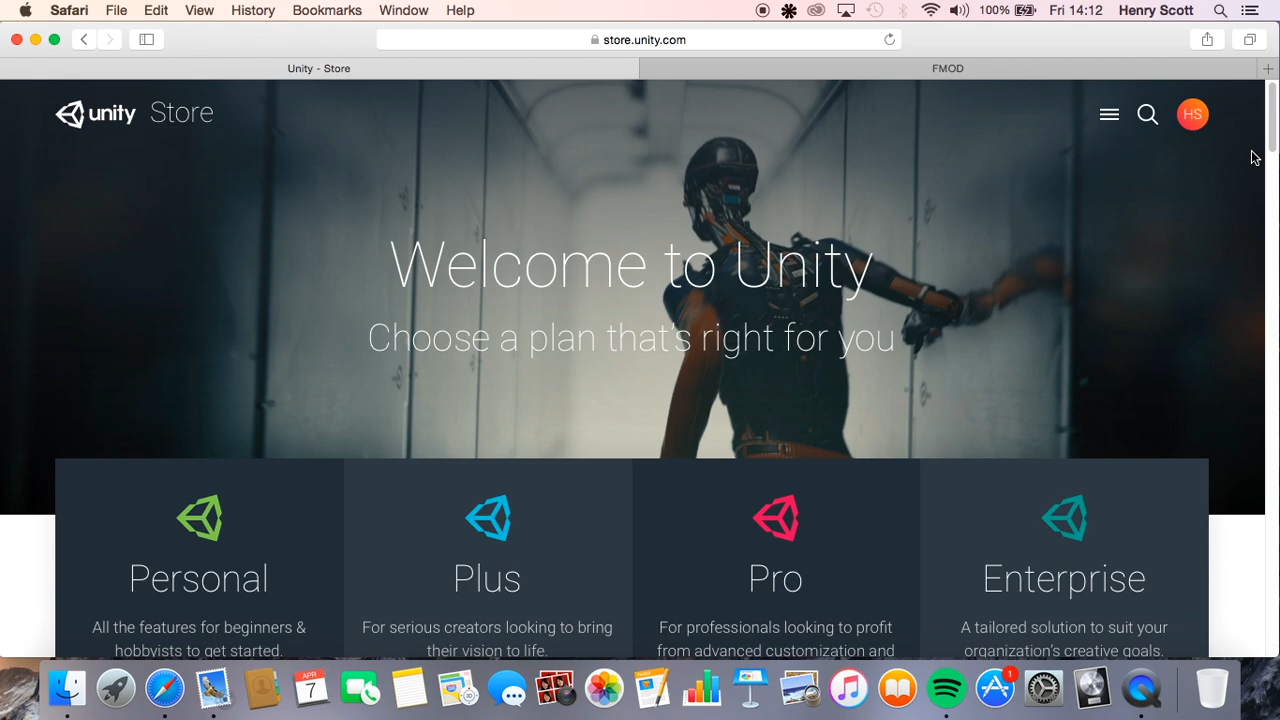 Safari File Edit View History Bookmarks Window Help 100% Fri 14:12 Henry Scott
store.unity.com
Unity - Store FMOD
unity Store HS
Welcome to Unity
Choose a plan that's right for you
Personal Plus Pro Enterprise
All the features for beginners & For serious creators looking to bring For professionals looking to profit A tailored solution to suit your
hobbyists to get started. their vision to life. from advanced customization and organization's creative goals.
APR
7
1